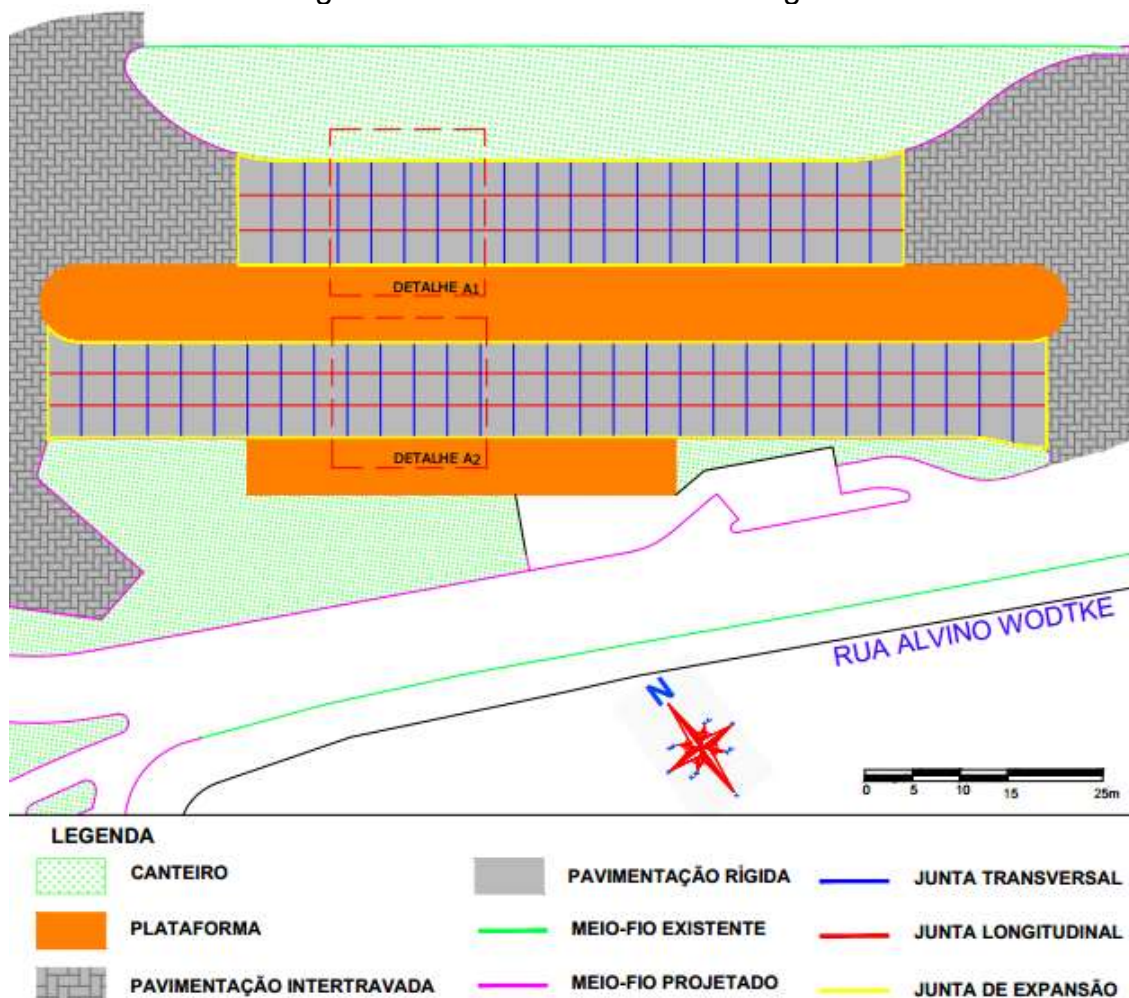 DETALHE A1
DETALHE A2
RUA ALVINO WODTKE
N
0 5 10 15 25m
LEGENDA
CANTEIRO
PAVIMENTAÇÃO RÍGIDA
JUNTA TRANSVERSAL
PLATAFORMA
MEIO-FIO EXISTENTE
JUNTA LONGITUDINAL
PAVIMENTAÇÃO INTERTRAVADA
MEIO-FIO PROJETADO
JUNTA DE EXPANSÃO